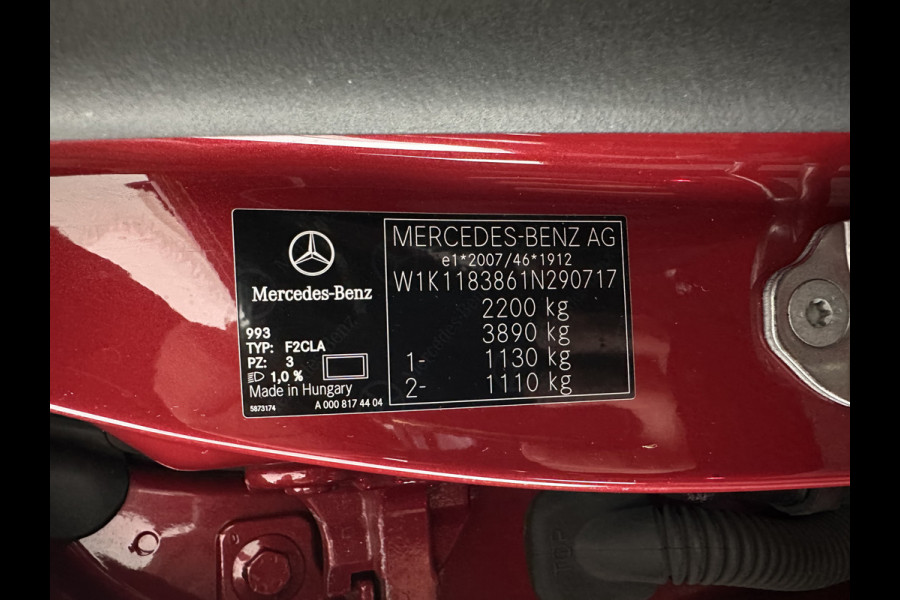 Mercedes-Benz
993
TYP: F2CLA
PZ: 3
1,0 %
Made in Hungary
5873174
A 000 817 44 04
MERCEDES-BENZ AG
e1*2007/46*1912
W1K1183861N290717
2200 kg
3890 kg
1- 1130 kg
2- 1110 kg